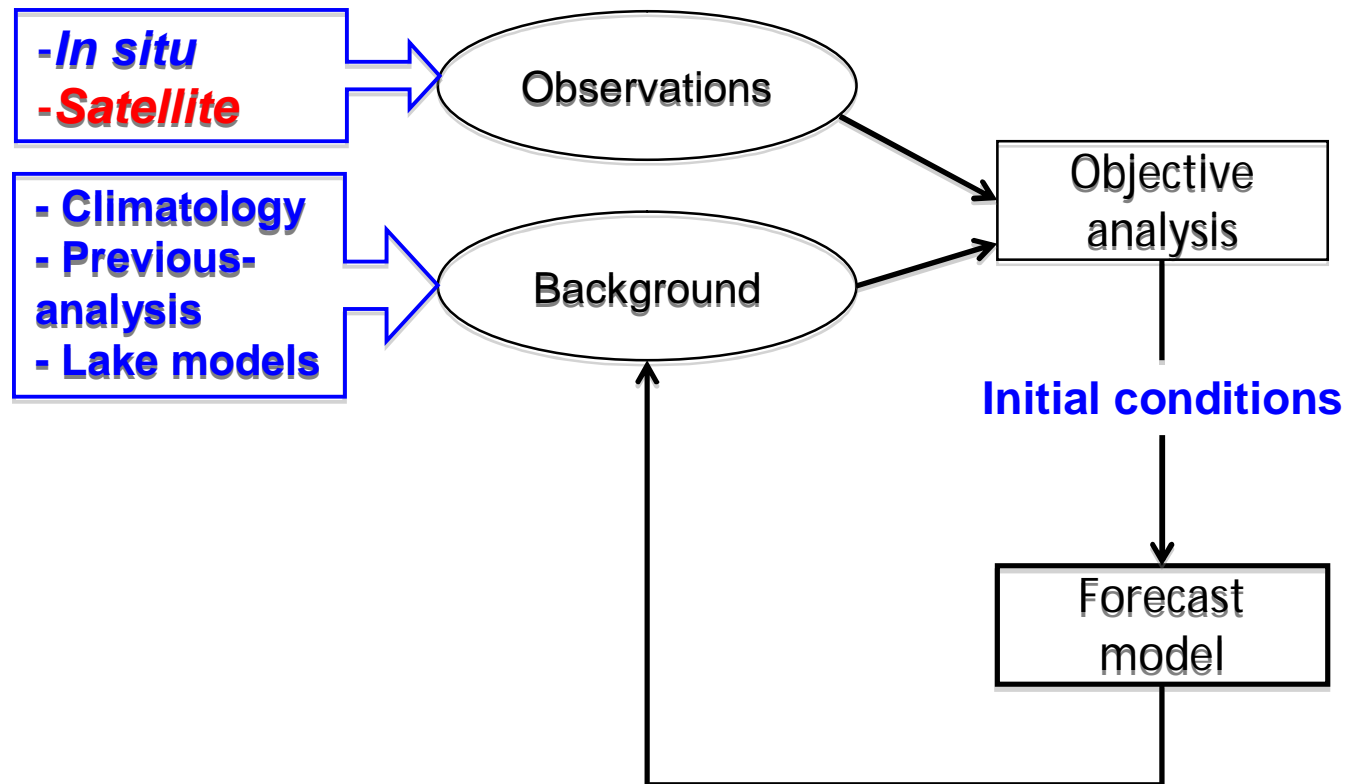 -In situ
-Satellite
Observations
- Climatology
- Previous-
analysis
- Lake models
Background
Objective
analysis
Initial conditions
Forecast
model